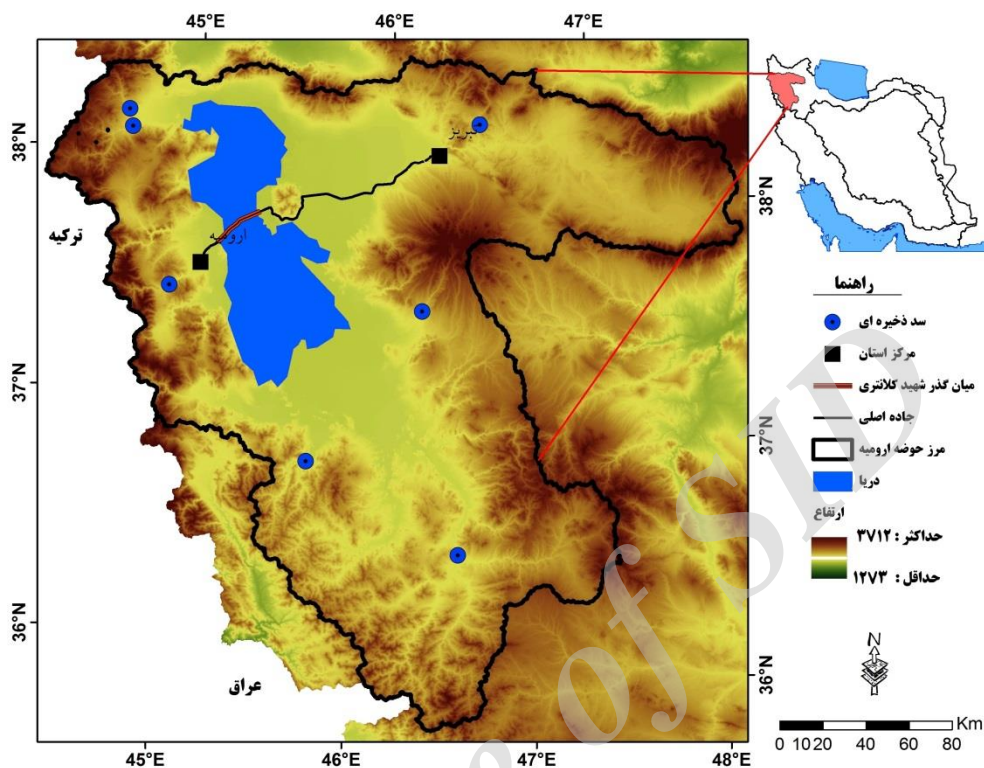 45°E 46°E 47°E
38°N
37°N
36°N
38°N
37°N
36°N
تبریز
ارومیه
ترکیه
عراق
45°E 46°E 47°E 48°E
راهنما
سد ذخیره ای
مرکز استان
میان گذر شهید کلانتری
جاده اصلی
مرز حوضه ارومیه
دریا
ارتفاع
حداکثر : ۳۷۱۲
حداقل : ۱۲۷۳
N
Km
0 10 20 40 60 80
of SID